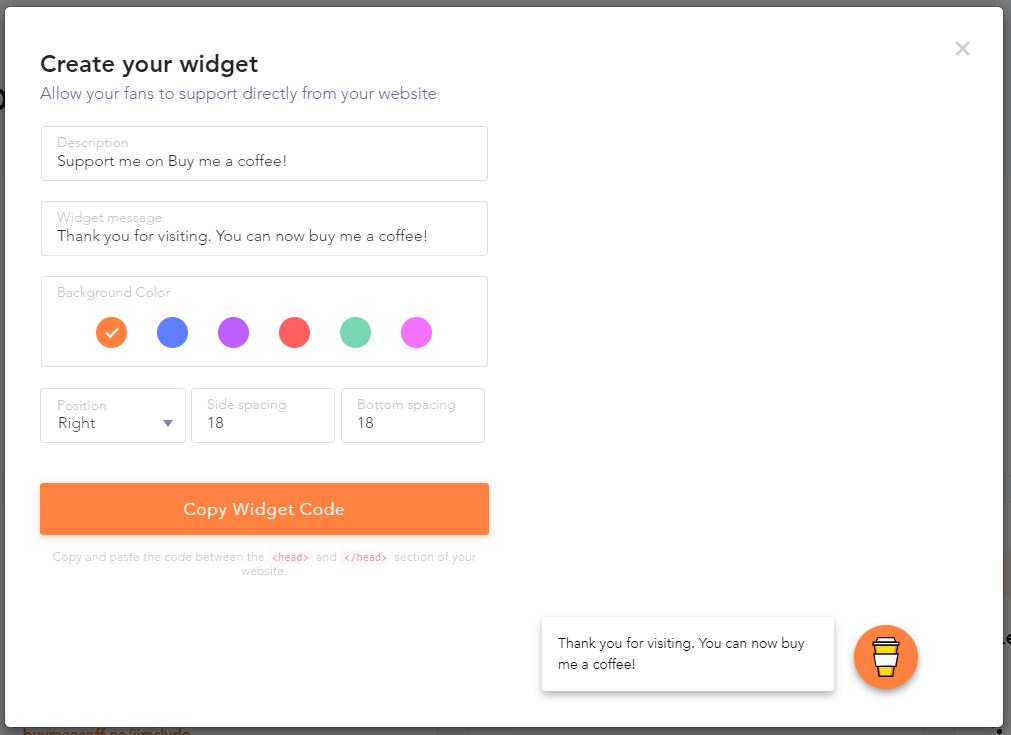 Create your widget
Allow your fans to support directly from your website
Description
Support me on Buy me a coffee!
Widget message
Thank you for visiting. You can now buy me a coffee!
Background Color
Position
Right
Side spacing
18
Bottom spacing
18
Copy Widget Code
Copy and paste the code between the <head> and </head> section of your
website.
Thank you for visiting. You can now buy
me a coffee!